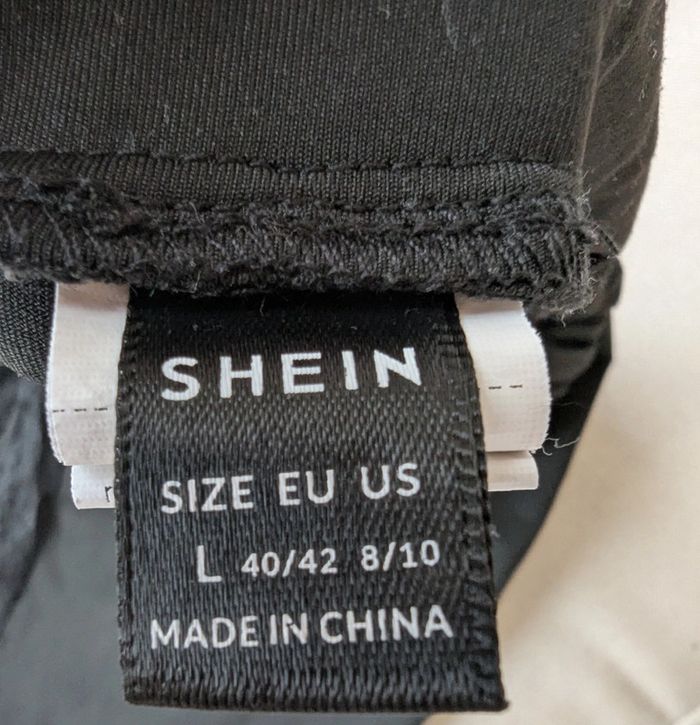 SHEIN
SIZE EU US
L 40/42 8/10
MADE IN CHINA